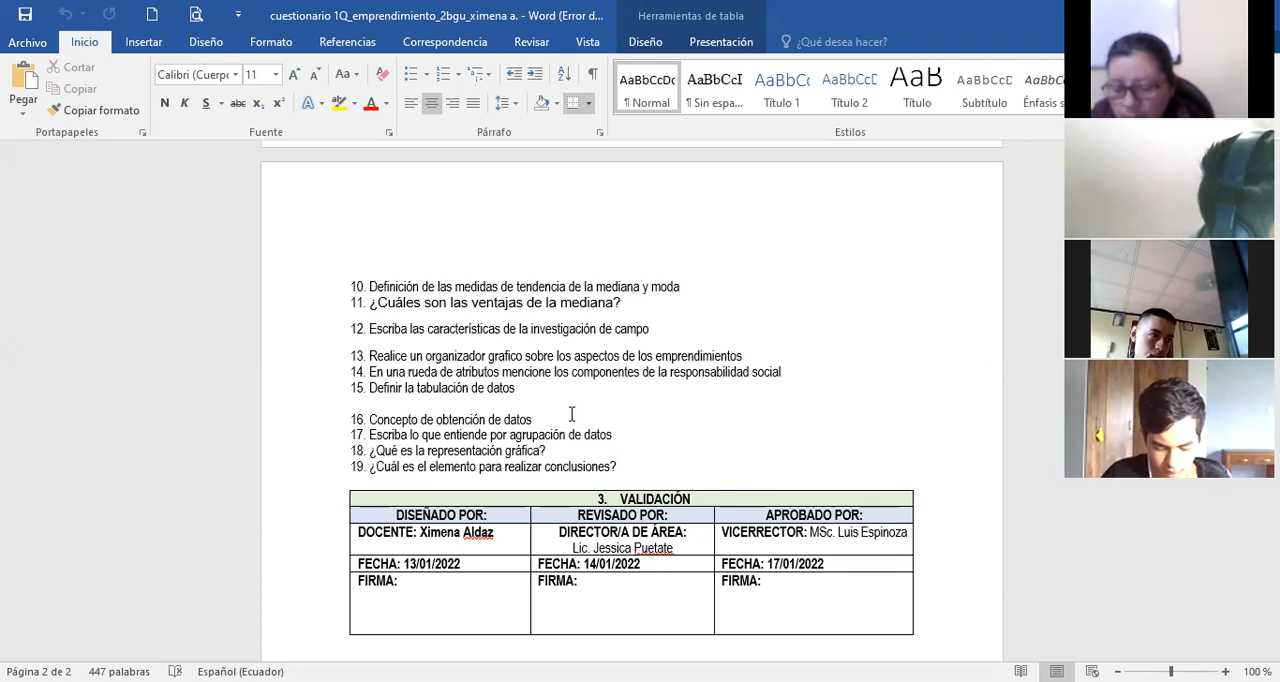 cuestionario 1Q_emprendimiento_2bgu_ximena a. - Word (Error d...
Herramientas de tabla
Archivo Inicio Insertar Diseño Formato Referencias Correspondencia Revisar Vista Diseño Presentación ¿Qué desea hacer?
Pegar
Cortar
Copiar
Copiar formato
Portapapeles
Calibri (Cuerpo 11
Aa
N K S abc x₂ x² A A
Fuente
Párrafo
AaBbCcDc AaBbCcI AaBbCc AaBbCcD AaB AaBbCcD AaBbCc
¶ Normal ¶ Sin espa... Título 1 Título 2 Título Subtítulo Énfasis s
Estilos
10. Definición de las medidas de tendencia de la mediana y moda
11. ¿Cuáles son las ventajas de la mediana?
12. Escriba las características de la investigación de campo
13. Realice un organizador grafico sobre los aspectos de los emprendimientos
14. En una rueda de atributos mencione los componentes de la responsabilidad social
15. Definir la tabulación de datos
16. Concepto de obtención de datos
17. Escriba lo que entiende por agrupación de datos
18. ¿Qué es la representación gráfica?
19. ¿Cuál es el elemento para realizar conclusiones?
3. VALIDACIÓN
DISEÑADO POR: REVISADO POR: APROBADO POR:
DOCENTE: Ximena Aldaz DIRECTOR/A DE ÁREA: VICERRECTOR: MSc. Luis Espinoza
Lic. Jessica Puetate
FECHA: 13/01/2022 FECHA: 14/01/2022 FECHA: 17/01/2022
FIRMA: FIRMA: FIRMA:
Página 2 de 2 447 palabras Español (Ecuador) 100 %